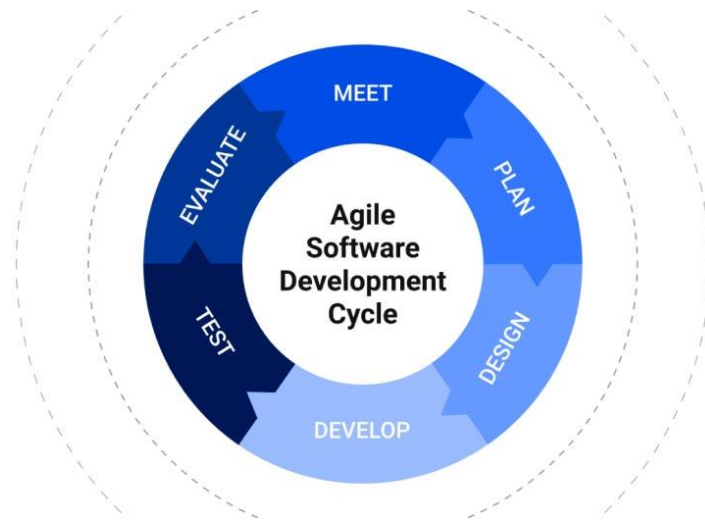 MEET
PLAN
DESIGN
DEVELOP
TEST
EVALUATE
Agile
Software
Development
Cycle